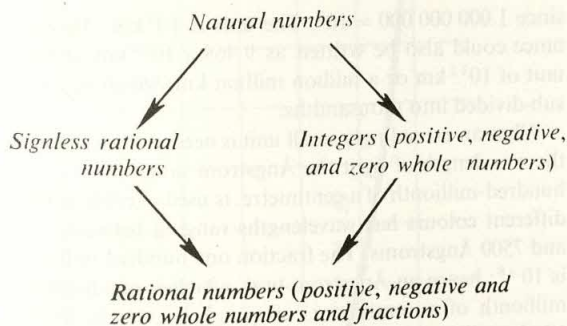 Natural numbers
Signless rational
numbers
Integers (positive, negative,
and zero whole numbers)
Rational numbers (positive, negative and
zero whole numbers and fractions)